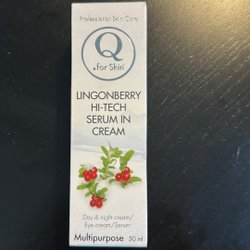 Professional Skin Care
Q
for Skin
LINGONBERRY
HI-TECH
SERUM IN
CREAM
Day & night cream/
Eye cream/Serum
Multipurpose 50 ml